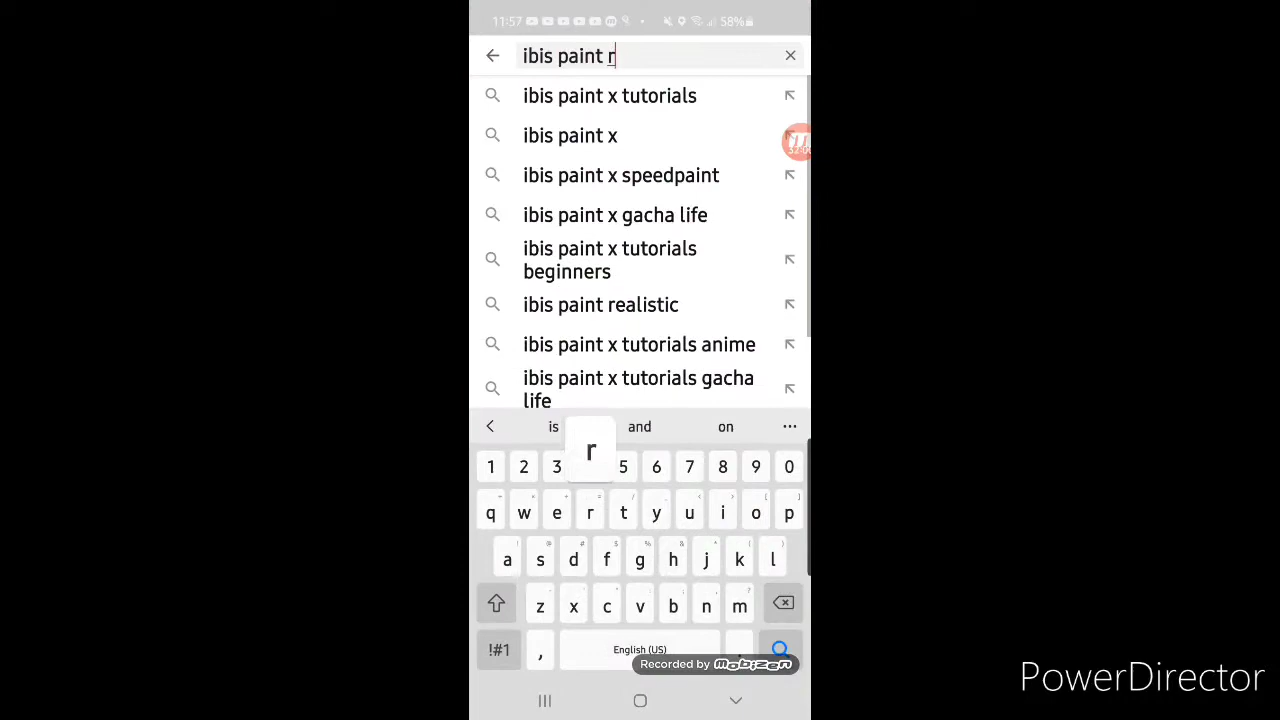 11:57 58%
ibis paint r
ibis paint x tutorials
ibis paint x
32:00
ibis paint x speedpaint
ibis paint x gacha life
ibis paint x tutorials
beginners
ibis paint realistic
ibis paint x tutorials anime
ibis paint x tutorials gacha
life
is and on
r
1 2 3 5 6 7 8 9 0
q w e r t y u i o p
a s d f g h j k l
z x c v b n m
!#1 , English (US) .
Recorded by mobizen
PowerDirector